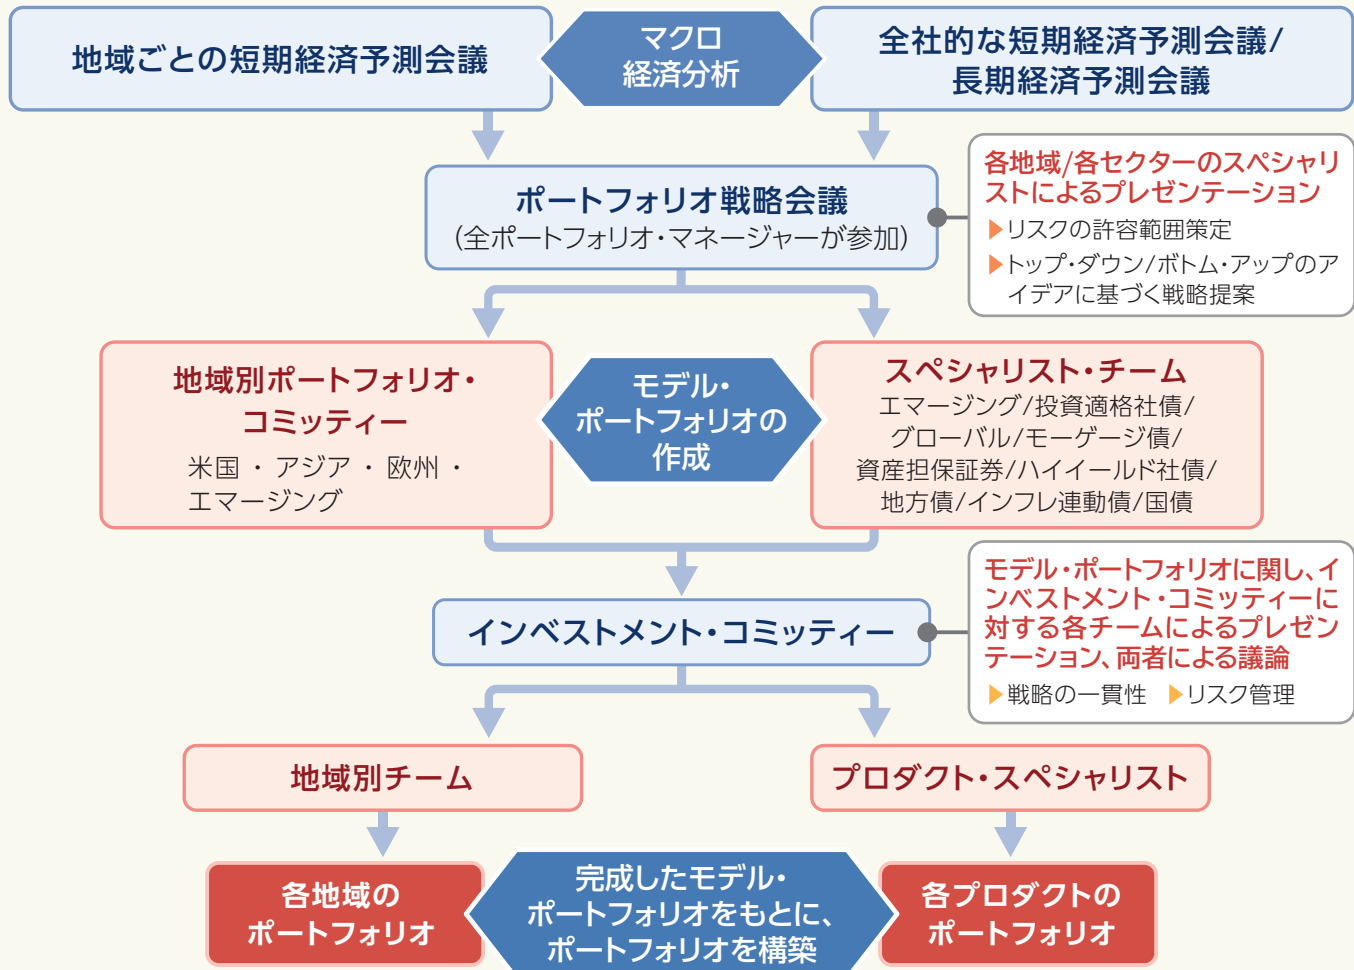 地域ごとの短期経済予測会議
マクロ
経済分析
全社的な短期経済予測会議/
長期経済予測会議
ポートフォリオ戦略会議
(全ポートフォリオ・マネージャーが参加)
各地域/各セクターのスペシャリ
ストによるプレゼンテーション
▶リスクの許容範囲策定
▶トップ・ダウン/ボトム・アップのア
イデアに基づく戦略提案
地域別ポートフォリオ・
コミッティー
米国 ・ アジア ・ 欧州 ・
エマージング
モデル・
ポートフォリオの
作成
スペシャリスト・チーム
エマージング/投資適格社債/
グローバル/モーゲージ債/
資産担保証券/ハイイールド社債/
地方債/インフレ連動債/国債
インベストメント・コミッティー
モデル・ポートフォリオに関し、イ
ンベストメント・コミッティーに
対する各チームによるプレゼン
テーション、両者による議論
▶戦略の一貫性 ▶リスク管理
地域別チーム
プロダクト・スペシャリスト
各地域の
ポートフォリオ
完成したモデル・
ポートフォリオをもとに、
ポートフォリオを構築
各プロダクトの
ポートフォリオ